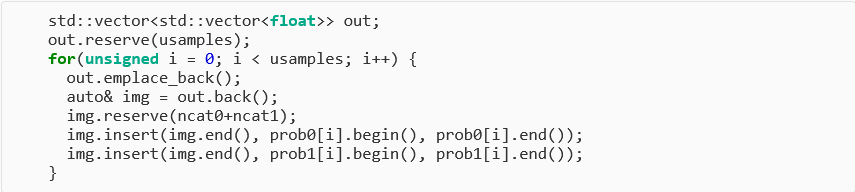 std::vector<std::vector<float>> out;
out.reserve(usamples);
for(unsigned i = 0; i < usamples; i++) {
  out.emplace_back();
  auto& img = out.back();
  img.reserve(ncat0+ncat1);
  img.insert(img.end(), prob0[i].begin(), prob0[i].end());
  img.insert(img.end(), prob1[i].begin(), prob1[i].end());
}